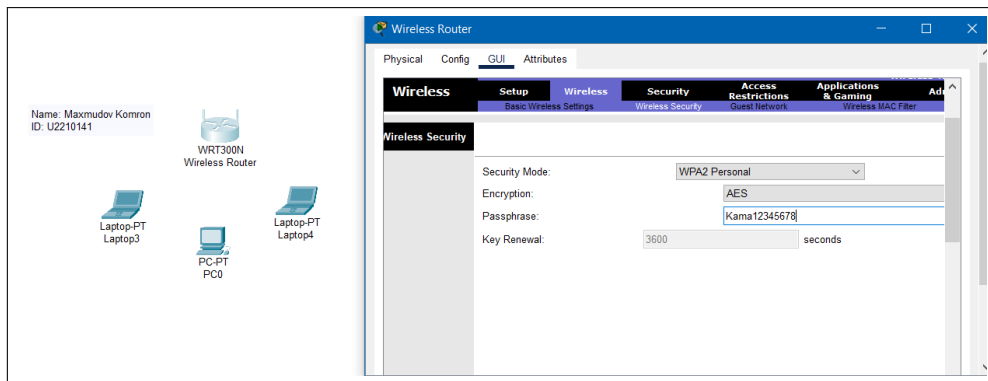 Name: Maxmudov Komron
ID: U2210141
WRT300N
Wireless Router
Laptop-PT
Laptop3
Laptop-PT
Laptop4
PC-PT
PC0
Wireless Router
Physical Config GUI Attributes
Wireless
Setup Wireless Security Access Restrictions Applications & Gaming
Basic Wireless Settings Wireless Security Guest Network Wireless MAC Filter
Wireless Security
Security Mode: WPA2 Personal
Encryption: AES
Passphrase: Kama12345678
Key Renewal: 3600 seconds